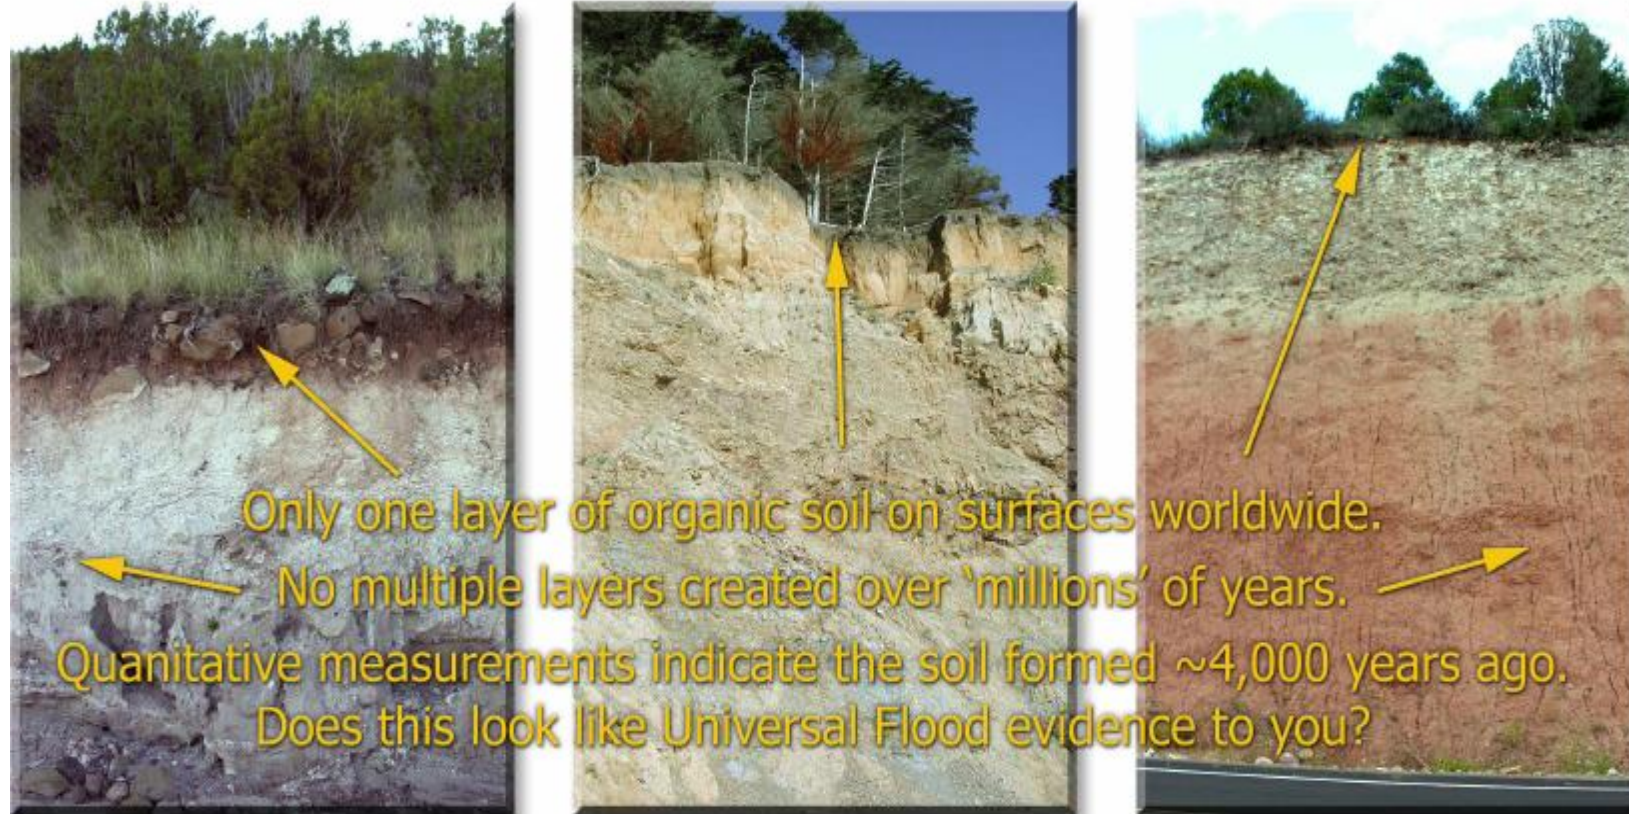 Only one layer of organic soil on surfaces worldwide.
No multiple layers created over ‘millions’ of years.
Quanitative measurements indicate the soil formed ~4,000 years ago.
Does this look like Universal Flood evidence to you?